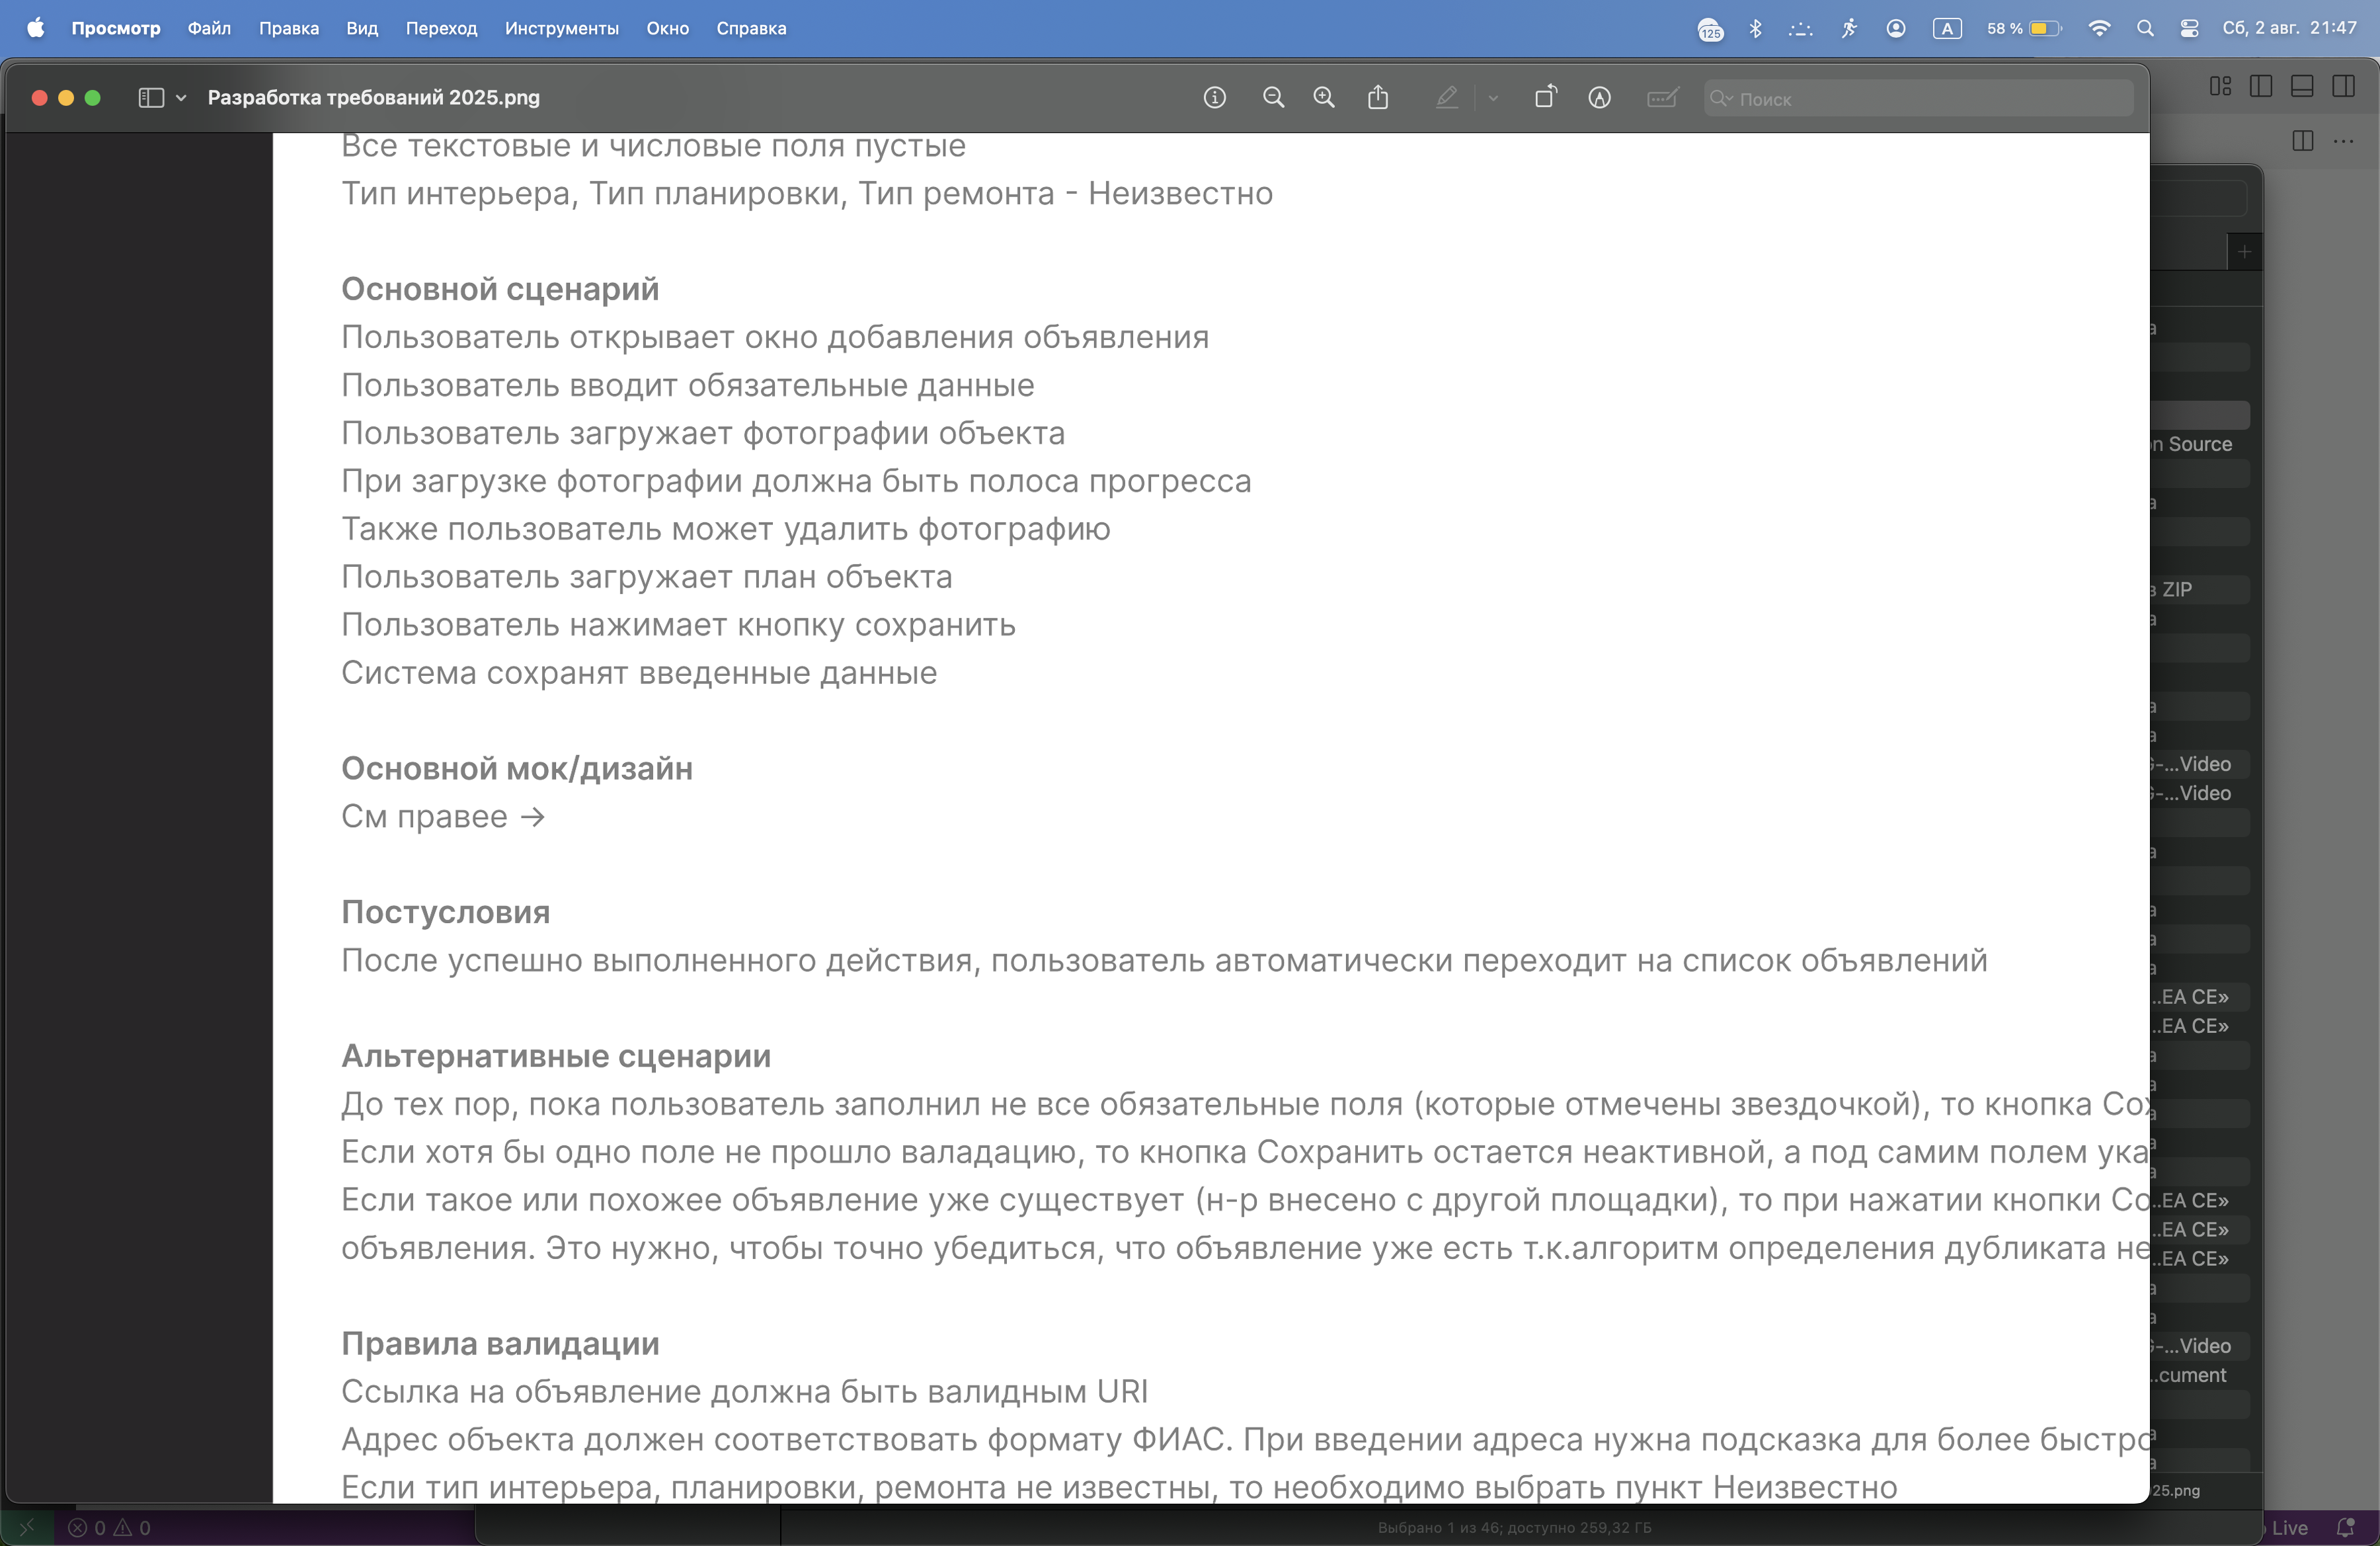 Просмотр Файл Правка Вид Переход Инструменты Окно Справка 125 A 58 % Сб, 2 авг. 21:47
Разработка требований 2025.png Поиск
Все текстовые и числовые поля пустые
Тип интерьера, Тип планировки, Тип ремонта - Неизвестно
Основной сценарий
Пользователь открывает окно добавления объявления
Пользователь вводит обязательные данные
Пользователь загружает фотографии объекта
При загрузке фотографии должна быть полоса прогресса
Также пользователь может удалить фотографию
Пользователь загружает план объекта
Пользователь нажимает кнопку сохранить
Система сохранят введенные данные
Основной мок/дизайн
См правее →
Постусловия
После успешно выполненного действия, пользователь автоматически переходит на список объявлений
Альтернативные сценарии
До тех пор, пока пользователь заполнил не все обязательные поля (которые отмечены звездочкой), то кнопка Сох
Если хотя бы одно поле не прошло валадацию, то кнопка Сохранить остается неактивной, а под самим полем ука
Если такое или похожее объявление уже существует (н-р внесено с другой площадки), то при нажатии кнопки Со
объявления. Это нужно, чтобы точно убедиться, что объявление уже есть т.к.алгоритм определения дубликата не
Правила валидации
Ссылка на объявление должна быть валидным URI
Адрес объекта должен соответствовать формату ФИАС. При введении адреса нужна подсказка для более быстро
Если тип интерьера, планировки, ремонта не известны, то необходимо выбрать пункт Неизвестно
n Source
ZIP
-...Video
-...Video
..EA CE»
..EA CE»
..EA CE»
..EA CE»
..EA CE»
-...Video
..cument
25.png
0 0 Выбрано 1 из 46; доступно 259,32 ГБ Live